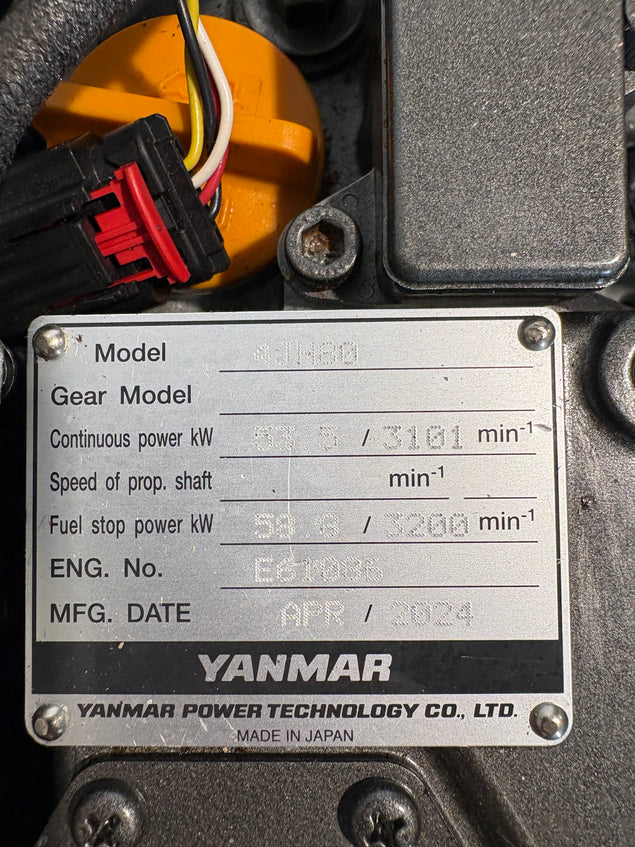 Model 4JH80
Gear Model
Continuous power kW 53.5 / 3101 min-1
Speed of prop. shaft min-1
Fuel stop power kW 58.8 / 3200 min-1
ENG. No. E61086
MFG. DATE APR / 2024
YANMAR
YANMAR POWER TECHNOLOGY CO., LTD.
MADE IN JAPAN